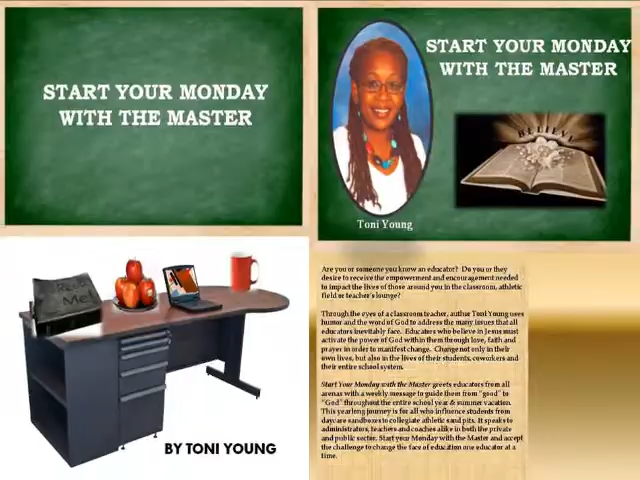 START YOUR MONDAY
WITH THE MASTER
START YOUR MONDAY
WITH THE MASTER
BELIEVE
Toni Young
Read
Me!
BY TONI YOUNG
Are you or someone you know an educator? Do you or they
desire to receive the empowerment and encouragement needed
to impact the lives of those around you in the classroom, athletic
field or teacher's lounge?
Through the eyes of a classroom teacher, author Toni Young uses
humor and the word of God to address the many issues that all
educators inevitably face. Educators who believe in Jesus must
activate the power of God within them through love, faith and
prayer in order to manifest change. Change not only in their
own lives, but also in the lives of their students, coworkers and
their entire school system.
Start Your Monday with the Master greets educators from all
arenas with a weekly message to guide them from "good" to
"God" throughout the entire school year & summer vacation.
This yearlong journey is for all who influence students from
daycare sandboxes to collegiate athletic sand pits. It speaks to
administrators, teachers and coaches alike in both the private
and public sector. Start your Monday with the Master and accept
the challenge to change the face of education one educator at a
time.